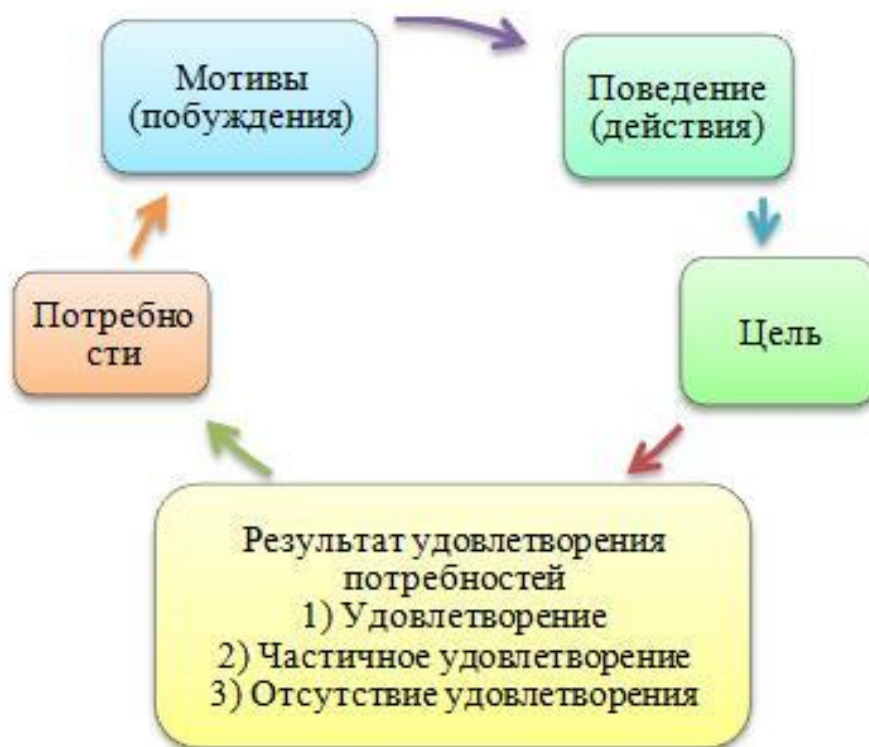 Мотивы
(побуждения)
Поведение
(действия)
Потребно
сти
Цель
Результат удовлетворения
потребностей
1) Удовлетворение
2) Частичное удовлетворение
3) Отсутствие удовлетворения